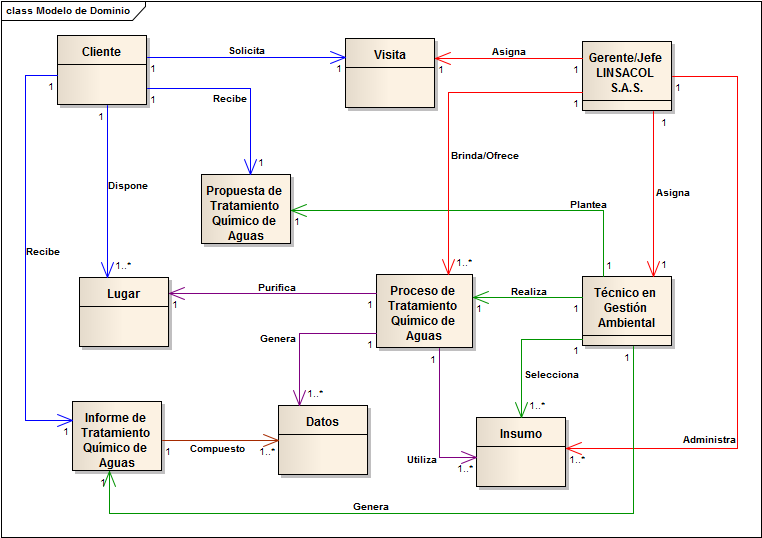 class Modelo de Dominio
Cliente
Visita
Gerente/Jefe
LINSACOL
S.A.S.
Solicita
1
1
Asigna
1
1
Recibe
1
1
Brinda/Ofrece
1
1..*
Asigna
1
1
Dispone
1
1..*
Propuesta de
Tratamiento
Químico de
Aguas
Plantea
1
1
Recibe
1
1
Lugar
Purifica
1
1
Proceso de
Tratamiento
Químico de
Aguas
Realiza
1
1
Técnico en
Gestión
Ambiental
Genera
1
1..*
Selecciona
1
1..*
Informe de
Tratamiento
Químico de
Aguas
Compuesto
1
1..*
Datos
Utiliza
1
1..*
Insumo
Administra
1
1..*
Genera
1
1